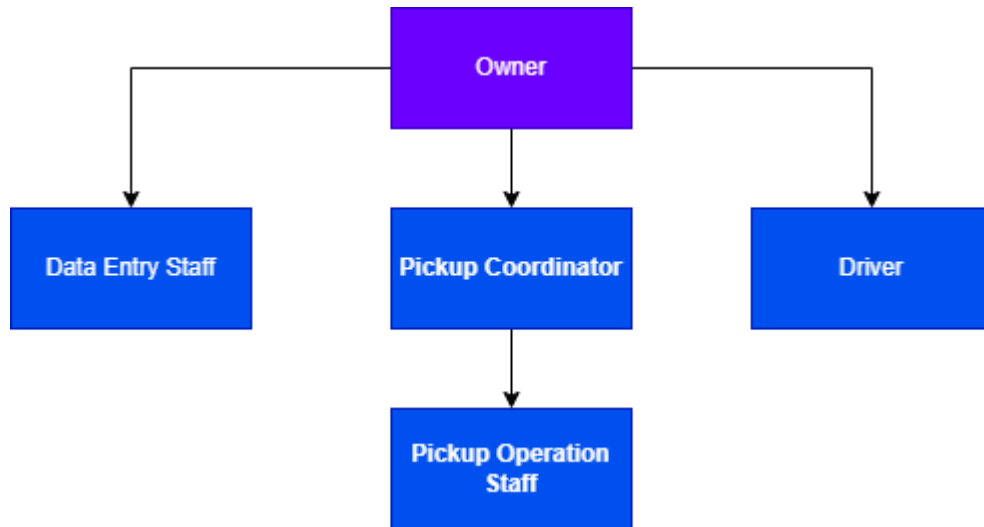 Owner
Data Entry Staff
Pickup Coordinator
Driver
Pickup Operation
Staff